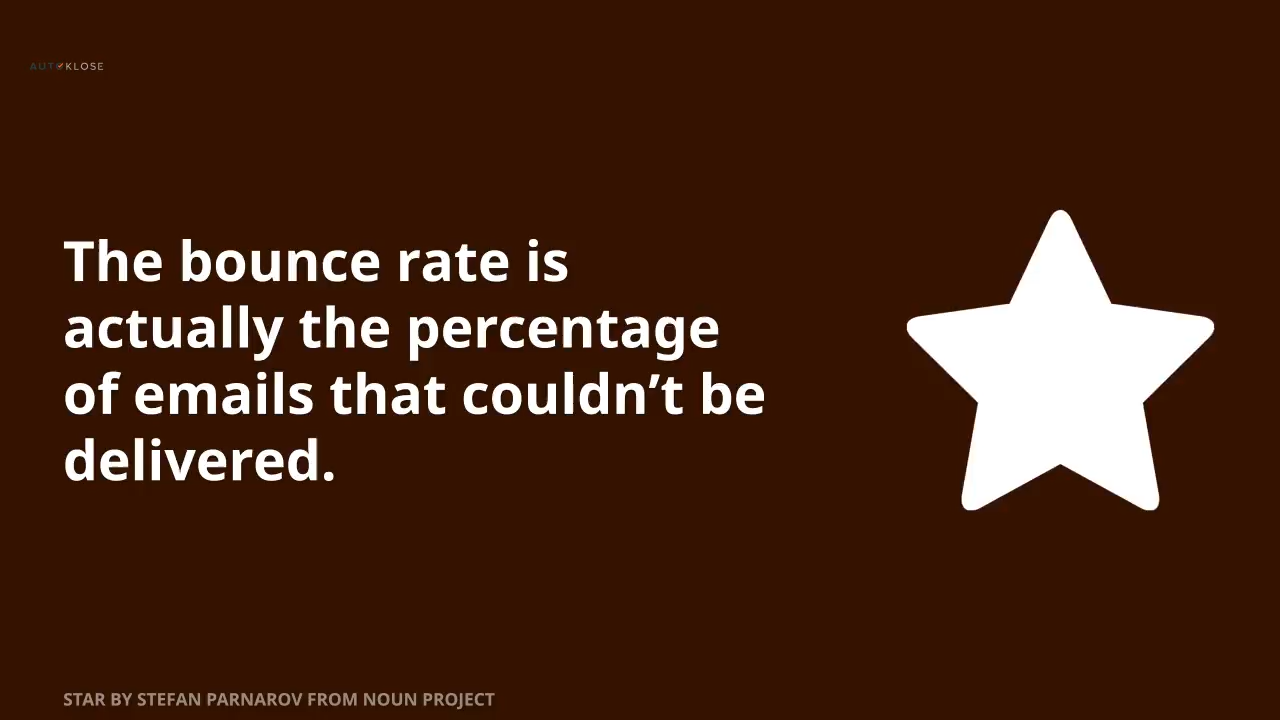 AUTOKLOSE
The bounce rate is
actually the percentage
of emails that couldn’t be
delivered.
STAR BY STEFAN PARNAROV FROM NOUN PROJECT